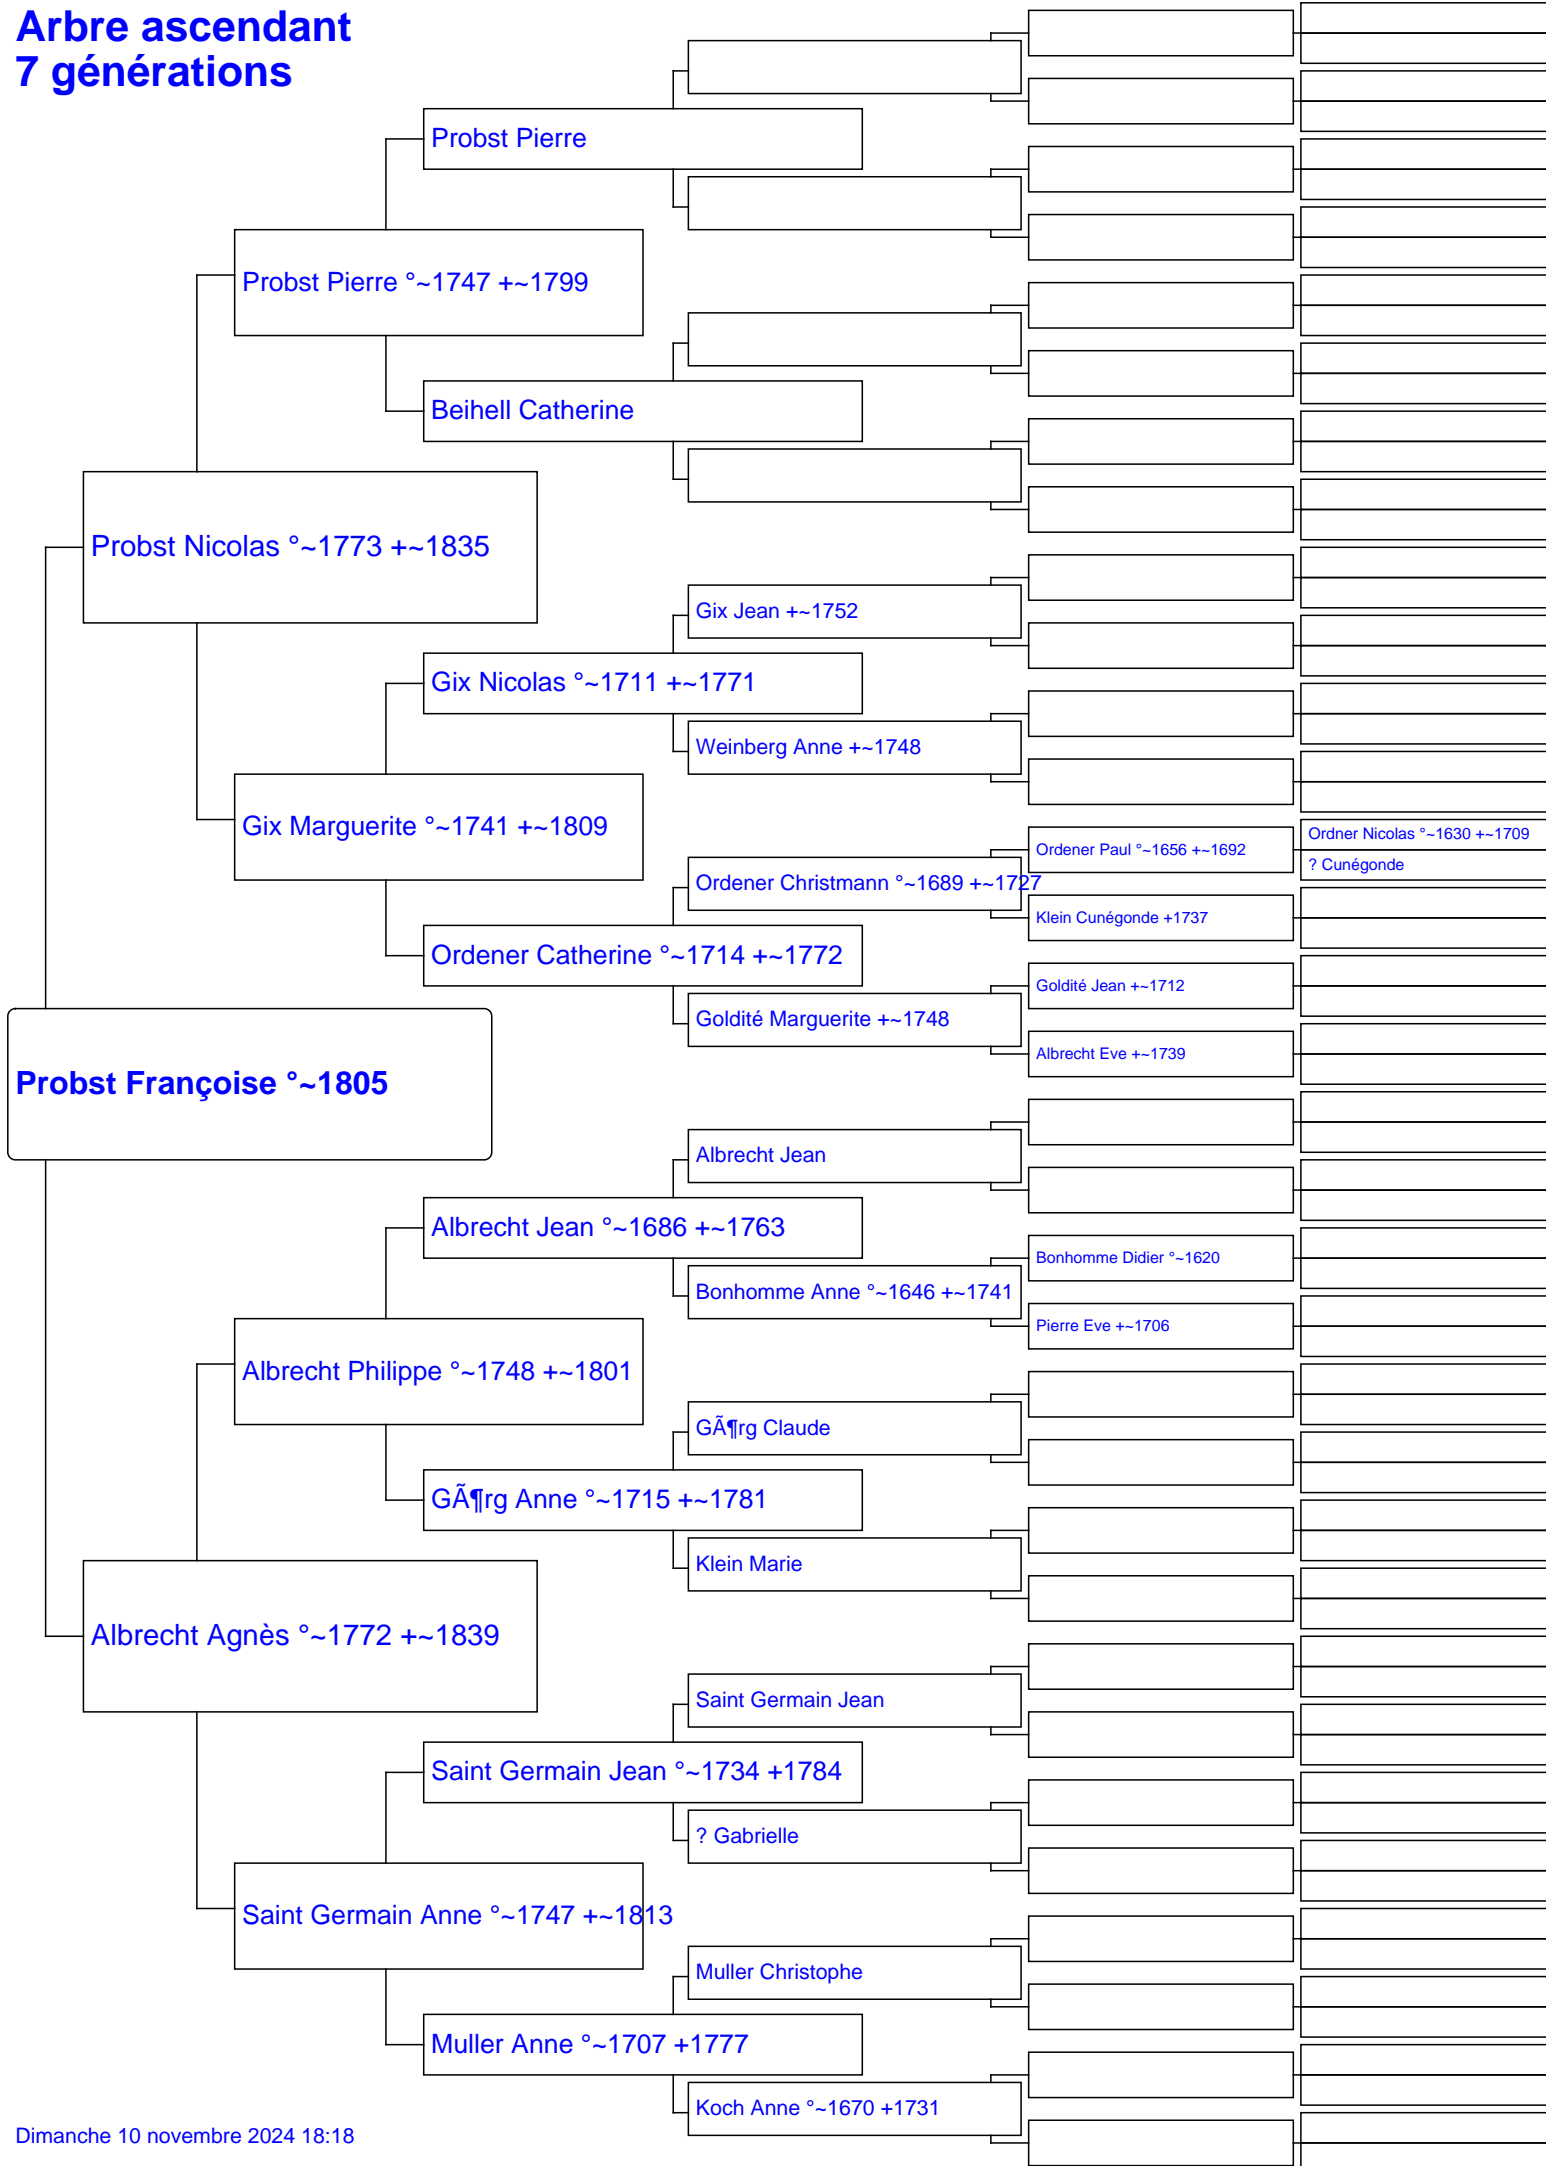 Arbre ascendant
7 générations
Probst Pierre
Probst Pierre °~1747 +~1799
Beihell Catherine
Probst Nicolas °~1773 +~1835
Gix Jean +~1752
Gix Nicolas °~1711 +~1771
Weinberg Anne +~1748
Gix Marguerite °~1741 +~1809
Ordner Nicolas °~1630 +~1709
Ordener Paul °~1656 +~1692
? Cunégonde
Ordener Christmann °~1689 +~1727
Klein Cunégonde +1737
Ordener Catherine °~1714 +~1772
Goldité Jean +~1712
Goldité Marguerite +~1748
Albrecht Eve +~1739
Probst Françoise °~1805
Albrecht Jean
Albrecht Jean °~1686 +~1763
Bonhomme Didier °~1620
Bonhomme Anne °~1646 +~1741
Pierre Eve +~1706
Albrecht Philippe °~1748 +~1801
GÃ¶rg Claude
GÃ¶rg Anne °~1715 +~1781
Klein Marie
Albrecht Agnès °~1772 +~1839
Saint Germain Jean
Saint Germain Jean °~1734 +1784
? Gabrielle
Saint Germain Anne °~1747 +~1813
Muller Christophe
Muller Anne °~1707 +1777
Koch Anne °~1670 +1731
Dimanche 10 novembre 2024 18:18